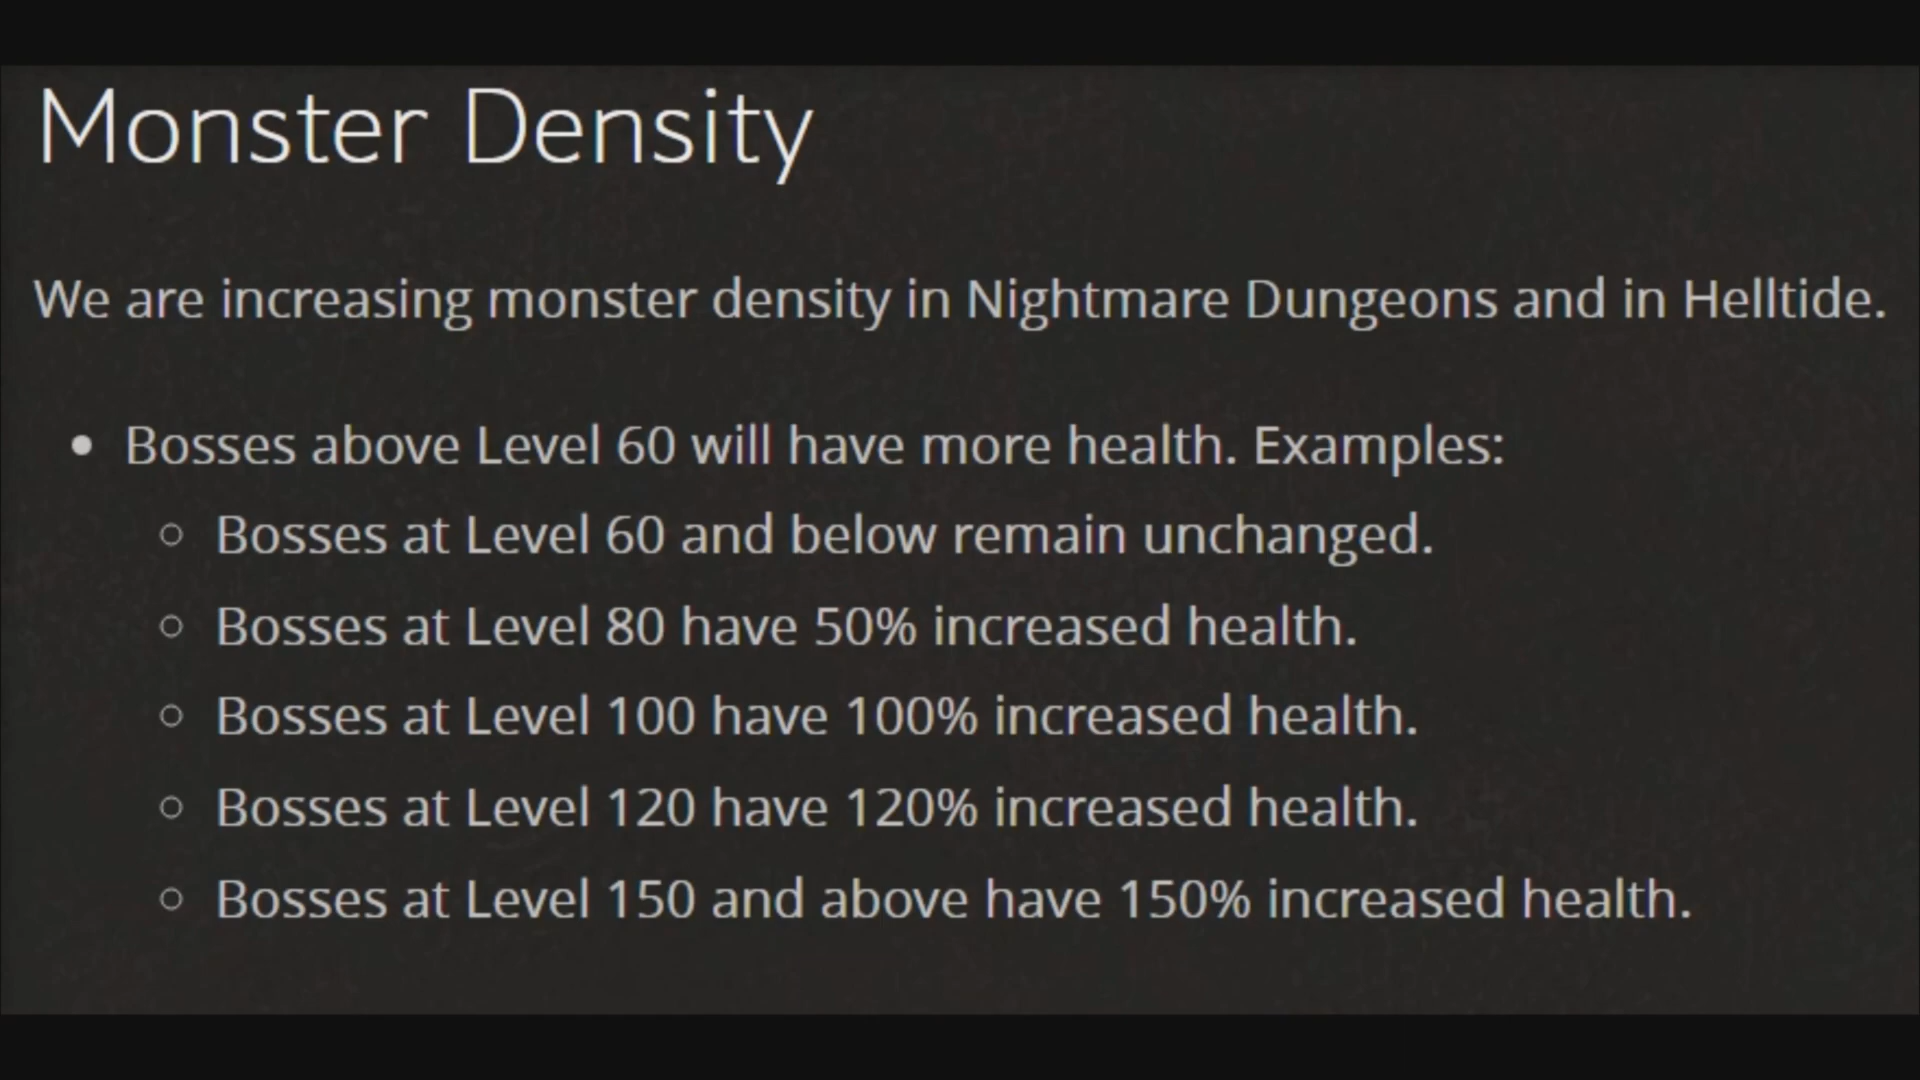 Monster Density
We are increasing monster density in Nightmare Dungeons and in Helltide.
• Bosses above Level 60 will have more health. Examples:
○ Bosses at Level 60 and below remain unchanged.
○ Bosses at Level 80 have 50% increased health.
○ Bosses at Level 100 have 100% increased health.
○ Bosses at Level 120 have 120% increased health.
○ Bosses at Level 150 and above have 150% increased health.